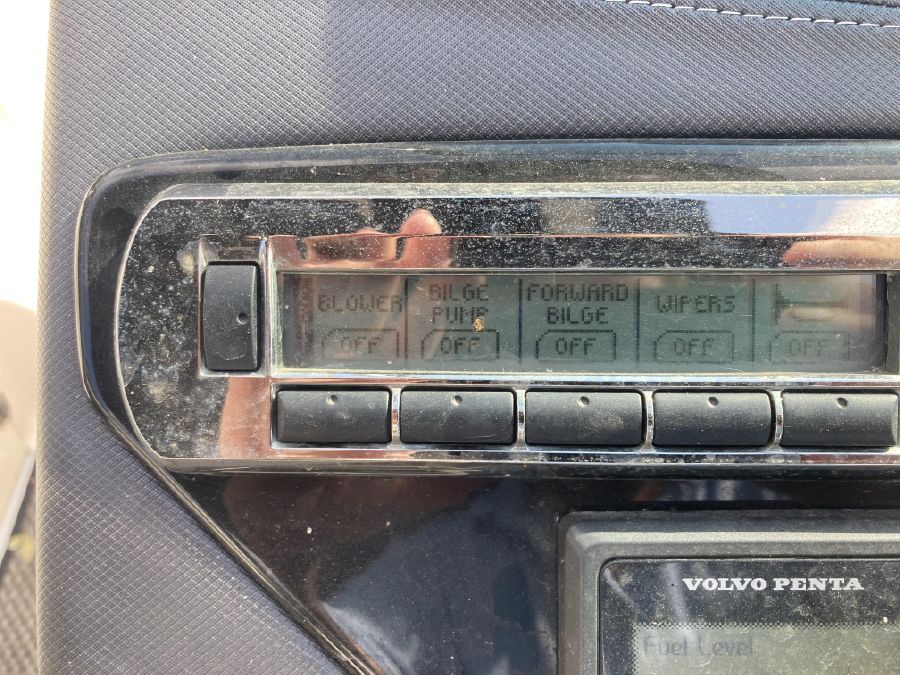 BLOWER
BILGE
PUMP
FORWARD
BILGE
WIPERS
OFF
OFF
OFF
OFF
OFF
VOLVO PENTA
Fuel Level